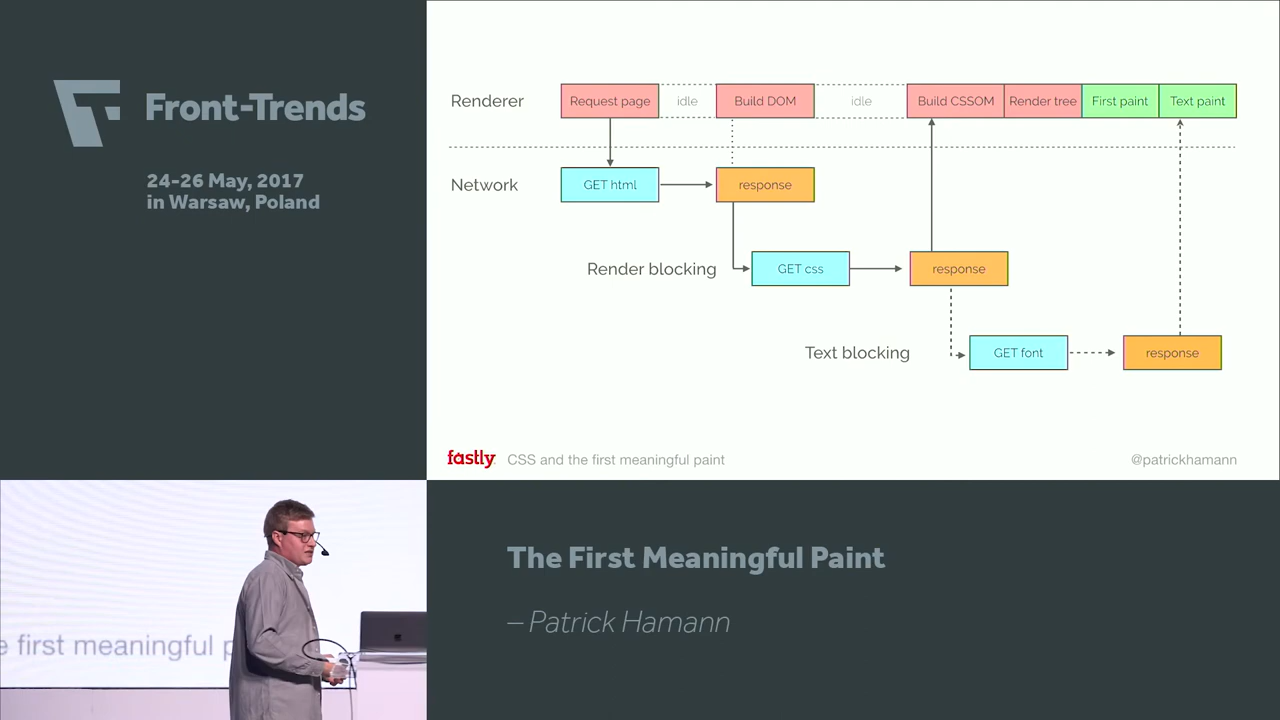 Front-Trends
24-26 May, 2017
in Warsaw, Poland
Renderer
Request page
idle
Build DOM
idle
Build CSSOM
Render tree
First paint
Text paint
Network
GET html
response
Render blocking
GET css
response
Text blocking
GET font
response
fastly
CSS and the first meaningful paint
@patrickhamann
first meaningful
The First Meaningful Paint
– Patrick Hamann